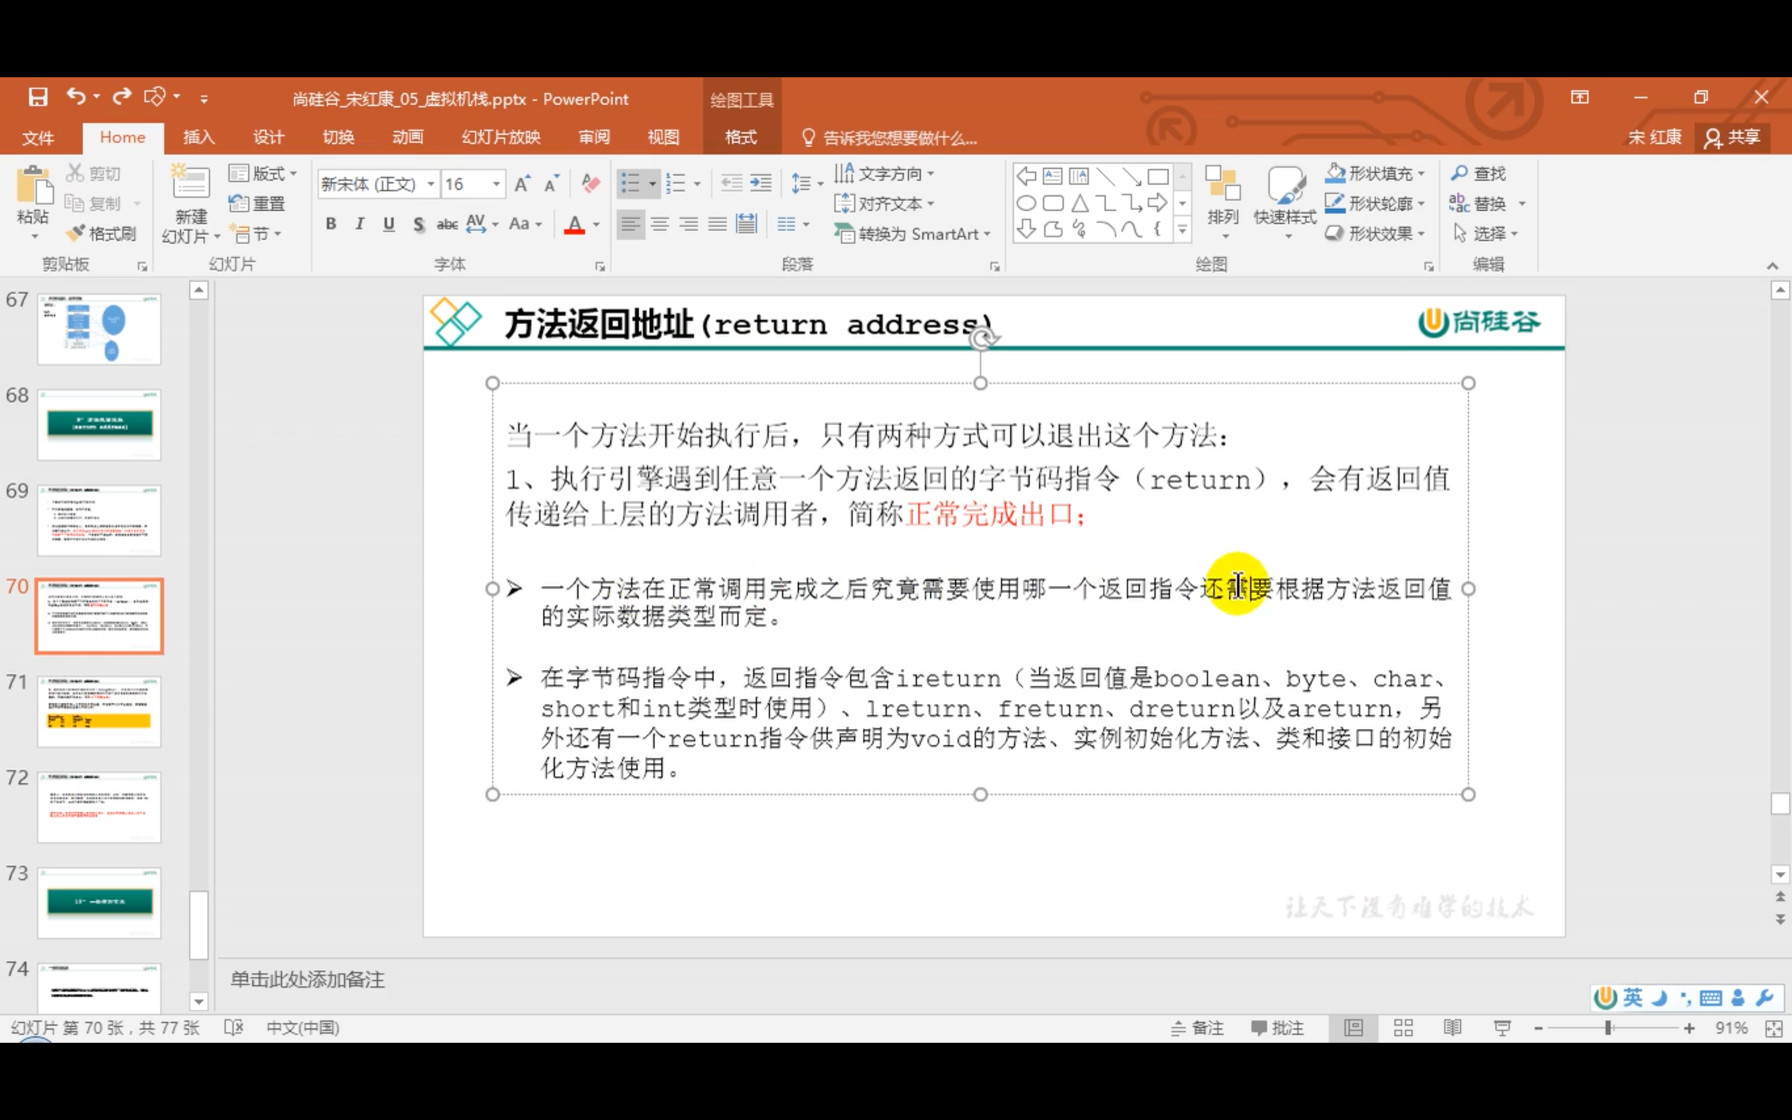 尚硅谷_宋红康_05_虚拟机栈.pptx - PowerPoint
绘图工具
文件 Home 插入 设计 切换 动画 幻灯片放映 审阅 视图 格式 告诉我您想要做什么... 宋 红康 共享
粘贴 剪切 复制 格式刷 剪贴板
新建幻灯片 版式 重置 节 幻灯片
新宋体 (正文) 16
B I U S abc AV Aa A 字体
文字方向 对齐文本 转换为 SmartArt 段落
排列 快速样式 形状填充 形状轮廓 形状效果 绘图
查找 替换 选择 编辑
67
68
69
70
71
72
73
74
方法返回地址(return address)
尚硅谷
当一个方法开始执行后，只有两种方式可以退出这个方法：
1、执行引擎遇到任意一个方法返回的字节码指令（return），会有返回值
传递给上层的方法调用者，简称正常完成出口；
➢ 一个方法在正常调用完成之后究竟需要使用哪一个返回指令还需要根据方法返回值
的实际数据类型而定。
➢ 在字节码指令中，返回指令包含ireturn（当返回值是boolean、byte、char、
short和int类型时使用）、lreturn、freturn、dreturn以及areturn，另
外还有一个return指令供声明为void的方法、实例初始化方法、类和接口的初始
化方法使用。
让天下没有难学的技术
单击此处添加备注
英
幻灯片 第 70 张，共 77 张 中文(中国) 备注 批注 91%